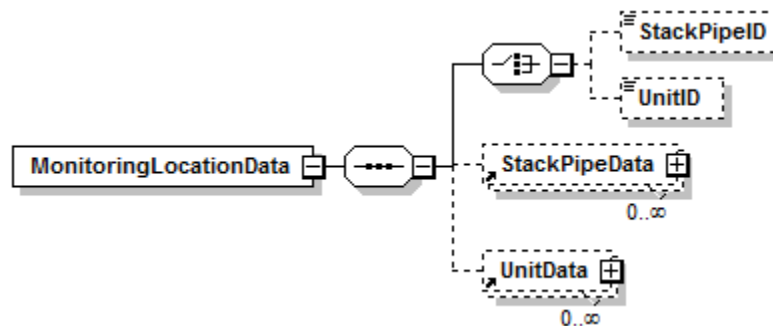 StackPipeID
UnitID
MonitoringLocationData
StackPipeData
0..∞
UnitData
0..∞